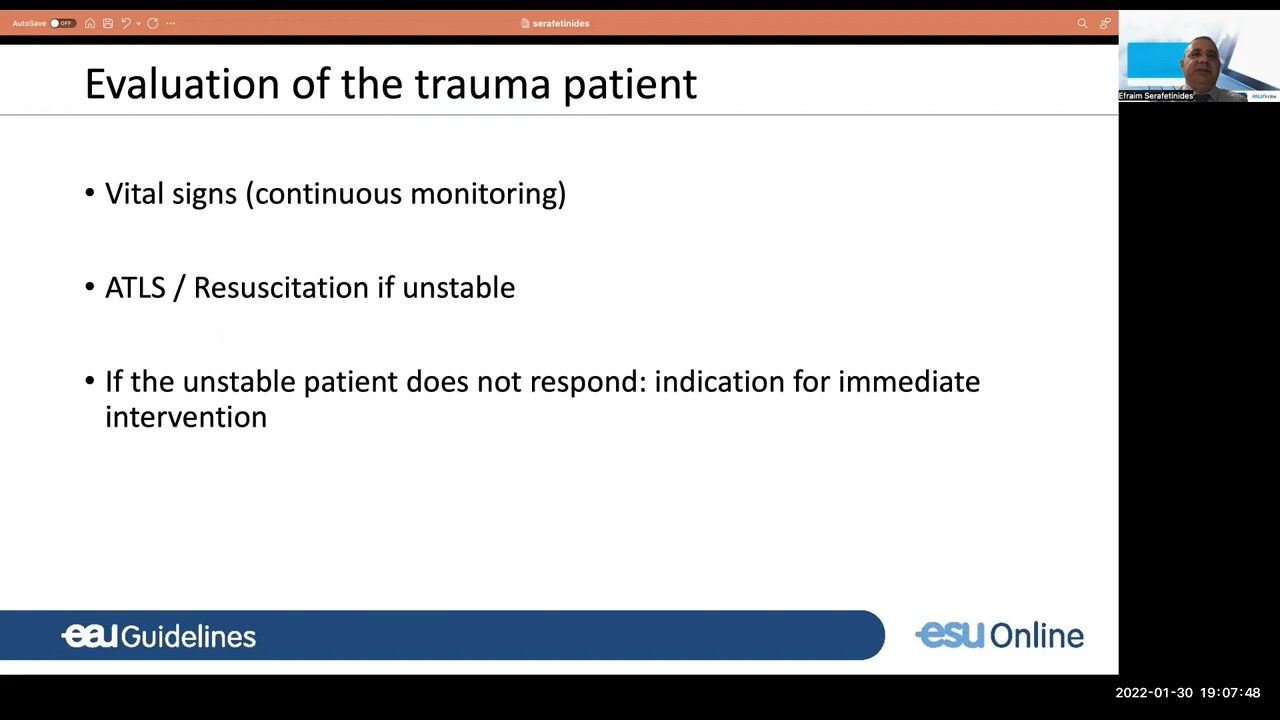 AutoSave OFF
serafetinides
Evaluation of the trauma patient
• Vital signs (continuous monitoring)
• ATLS / Resuscitation if unstable
• If the unstable patient does not respond: indication for immediate
intervention
eau Guidelines
esu Online
Efraim Serafetinides
esu Online
2022-01-30 19:07:48